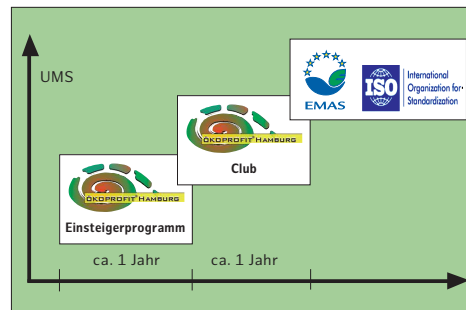 UMS
EMAS
ISO
International
Organization for
Standardization
ÖKOPROFIT®HAMBURG
Club
ÖKOPROFIT®HAMBURG
Einsteigerprogramm
ca. 1 Jahr
ca. 1 Jahr